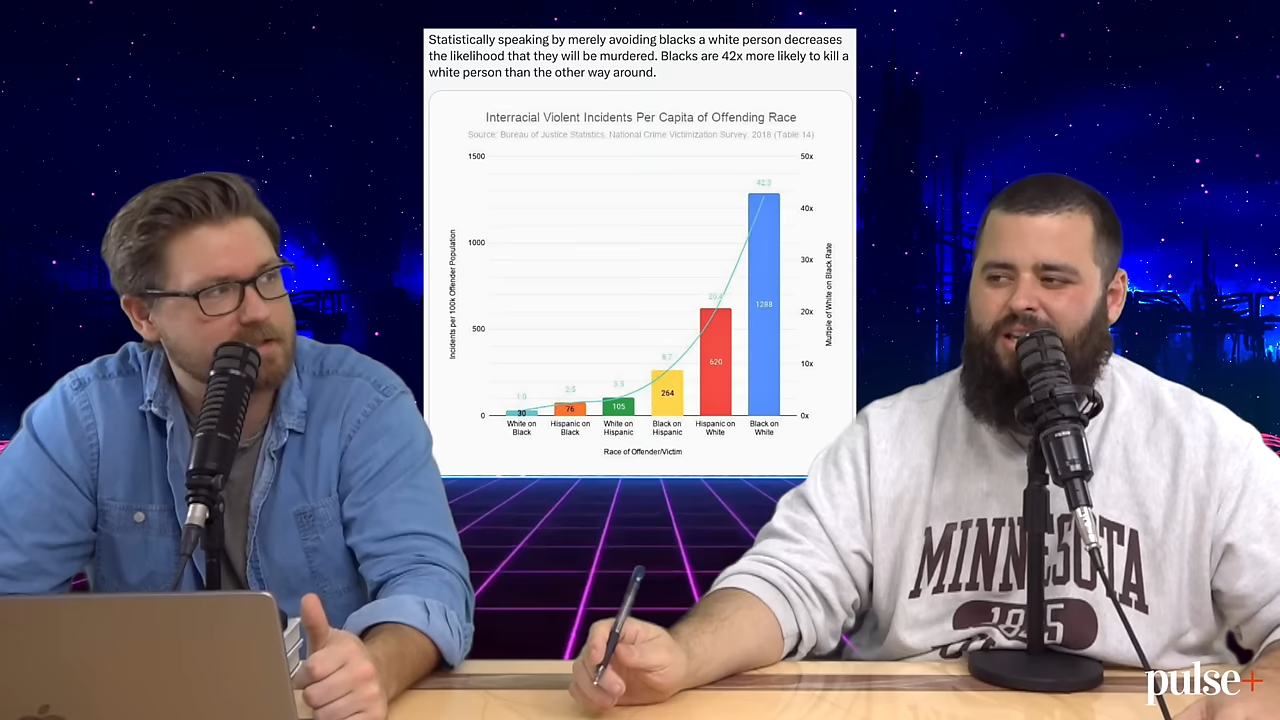 Statistically speaking by merely avoiding blacks a white person decreases
the likelihood that they will be murdered. Blacks are 42x more likely to kill a
white person than the other way around.
Interracial Violent Incidents Per Capita of Offending Race
Source: Bureau of Justice Statistics, National Crime Victimization Survey, 2018 (Table 14)
Incidents per 100k Offender Population
1500
1000
500
0
50x
40x
30x
20x
10x
0x
Multiple of White on Black Rate
1.0
2.5
3.5
8.7
20.4
42.3
30
76
105
264
620
1288
White on Black
Hispanic on Black
White on Hispanic
Black on Hispanic
Hispanic on White
Black on White
Race of Offender/Victim
MINNESOTA
pulse+